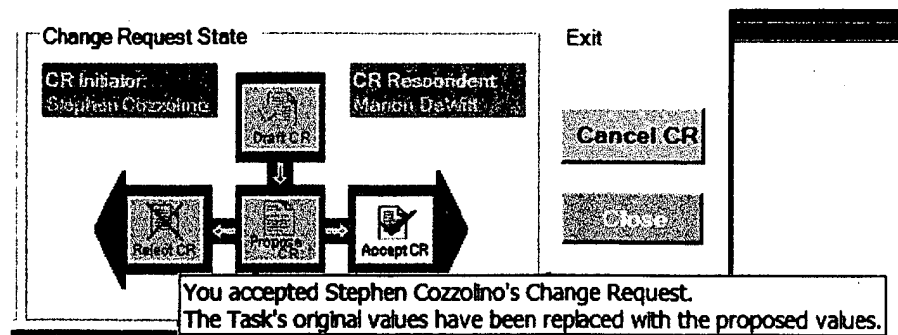 Change Request State
Exit
CR Initiator:
Stephen Cozzolino
CR Respondent
Marion DeWitt
Draft CR
Cancel CR
Reject CR
Propose
CR
Accept CR
Close
You accepted Stephen Cozzolino's Change Request.
The Task's original values have been replaced with the proposed values.